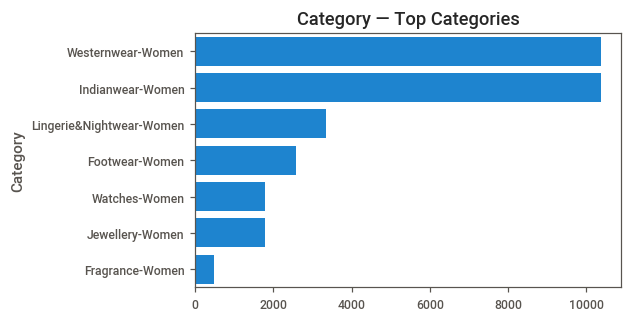 Category — Top Categories
Westernwear-Women
Indianwear-Women
Lingerie&Nightwear-Women
Footwear-Women
Watches-Women
Jewellery-Women
Fragrance-Women
Category
0 2000 4000 6000 8000 10000